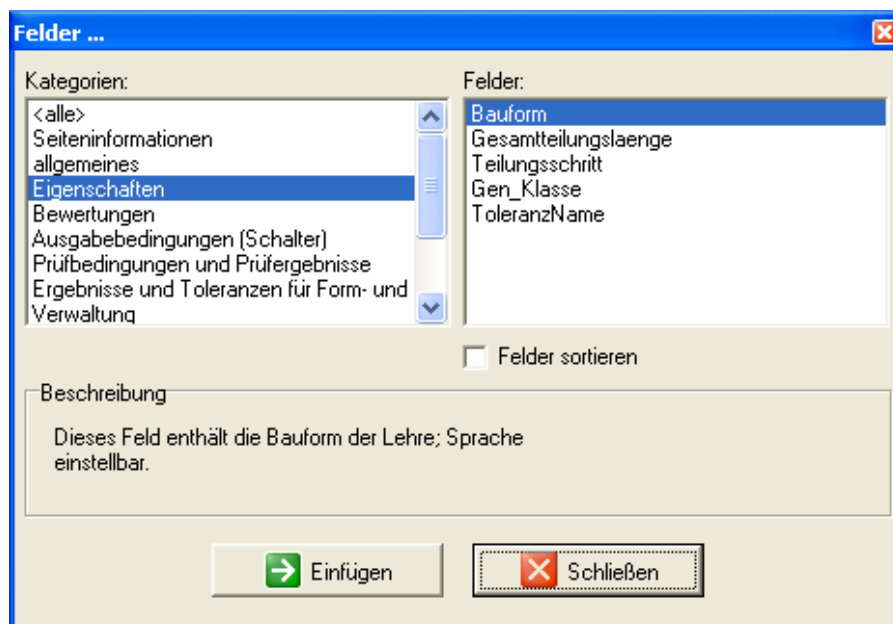 Felder ...
Kategorien:
<alle>
Seiteninformationen
allgemeines
Eigenschaften
Bewertungen
Ausgabebedingungen (Schalter)
Prüfbedingungen und Prüfergebnisse
Ergebnisse und Toleranzen für Form- und
Verwaltung
Felder:
Bauform
Gesamtteilungslaenge
Teilungsschritt
Gen_Klasse
ToleranzName
Felder sortieren
Beschreibung
Dieses Feld enthält die Bauform der Lehre; Sprache
einstellbar.
Einfügen
Schließen